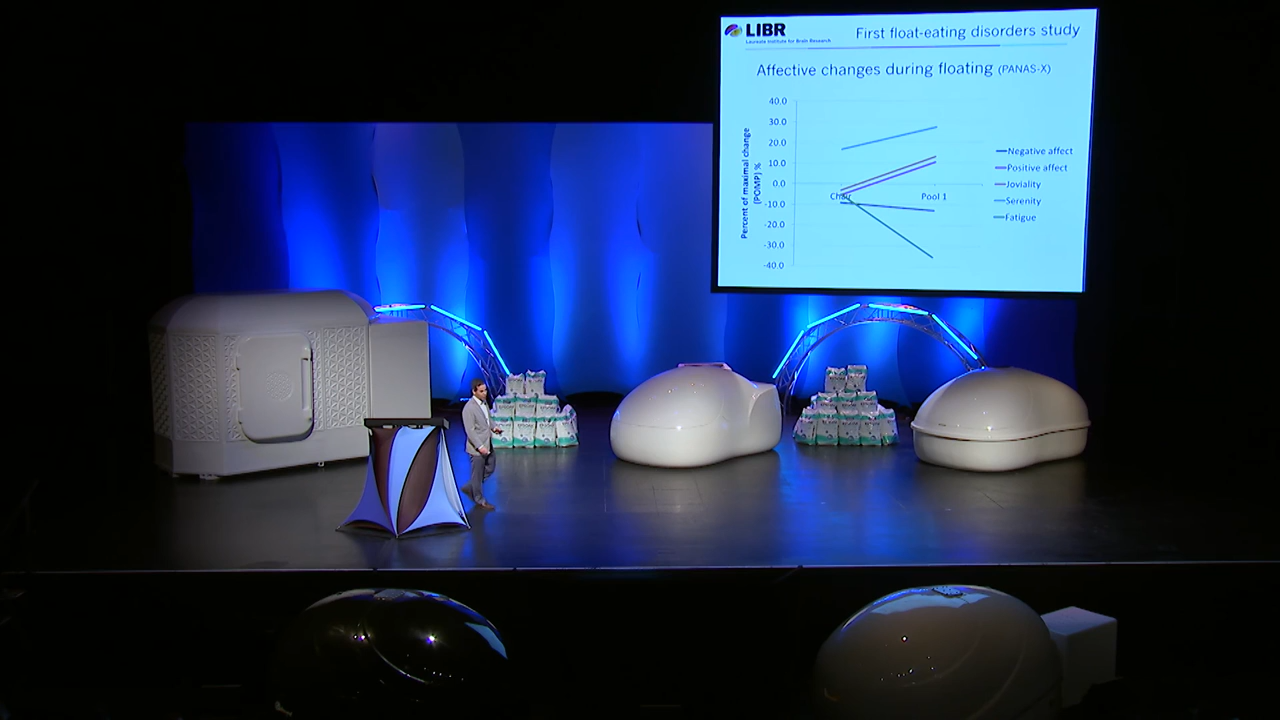 LIBR
Laureate Institute for Brain Research
First float-eating disorders study
Affective changes during floating (PANAS-X)
Percent of maximal change
(POMP) %
40.0
30.0
20.0
10.0
0.0
-10.0
-20.0
-30.0
-40.0
Chair
Pool 1
Negative affect
Positive affect
Joviality
Serenity
Fatigue